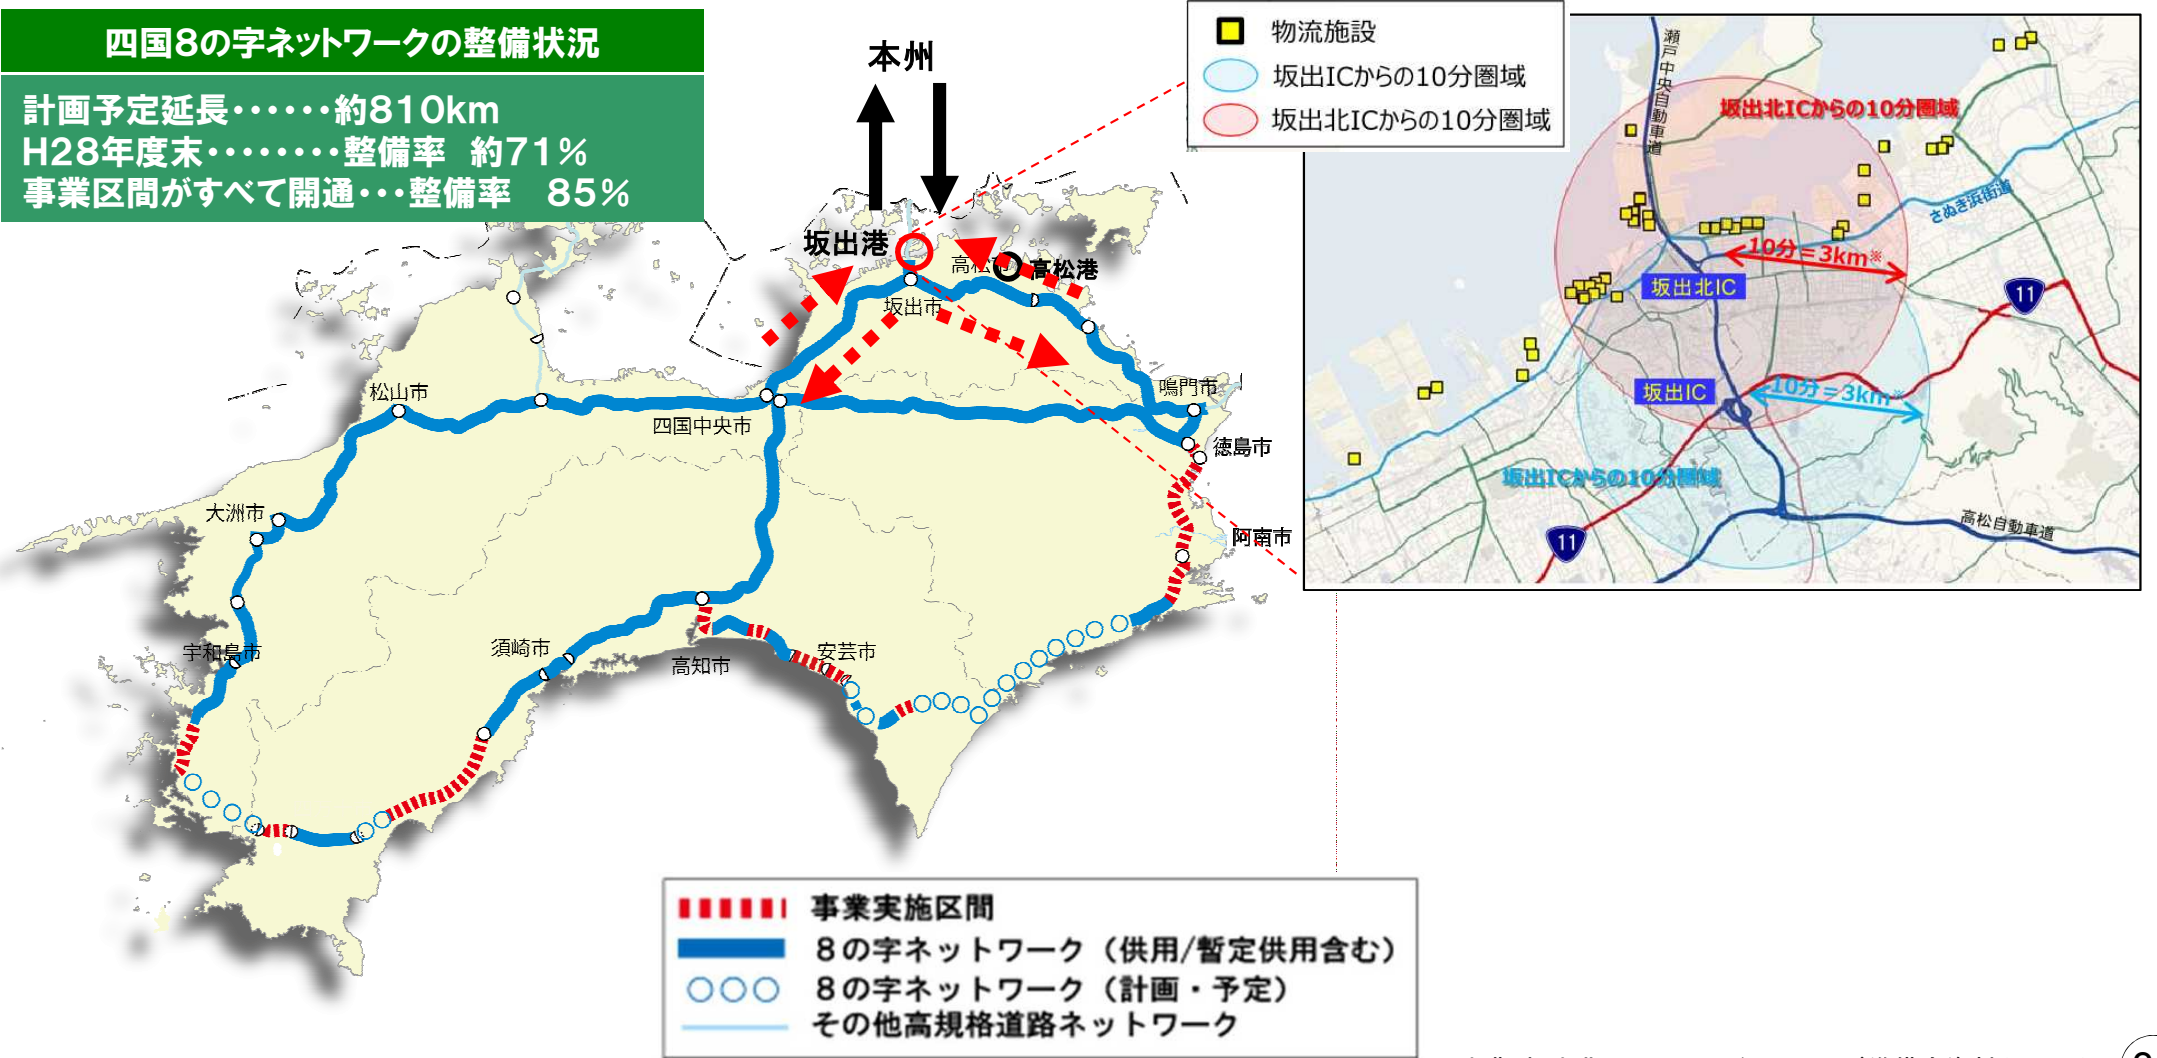 四国８の字ネットワークの整備状況
計画予定延長・・・・・・約810km
H28年度末・・・・・・・・整備率 約71％
事業区間がすべて開通・・・整備率 85％
本州
坂出港
高松市
高松港
坂出市
松山市
四国中央市
鳴門市
徳島市
大洲市
阿南市
宇和島市
須崎市
高知市
安芸市
物流施設
坂出ICからの10分圏域
坂出北ICからの10分圏域
瀬戸中央自動車道
坂出北ICからの10分圏域
さぬき浜街道
10分＝3km※
坂出北IC
11
坂出IC
10分＝3km※
坂出ICからの10分圏域
11
高松自動車道
事業実施区間
８の字ネットワーク（供用/暫定供用含む）
８の字ネットワーク（計画・予定）
その他高規格道路ネットワーク